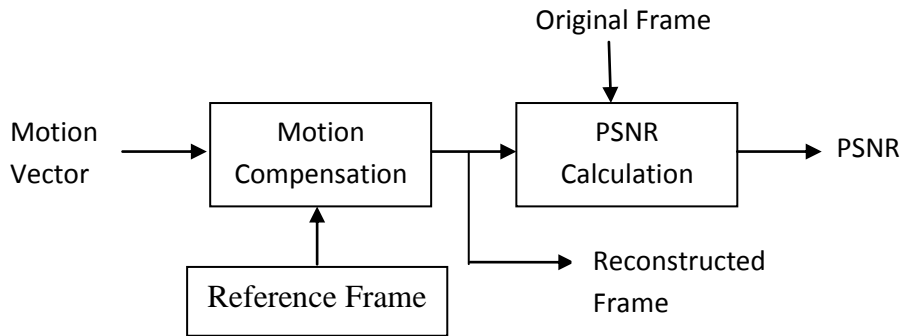 Original Frame
Motion
Vector
Motion
Compensation
PSNR
Calculation
PSNR
Reference Frame
Reconstructed
Frame